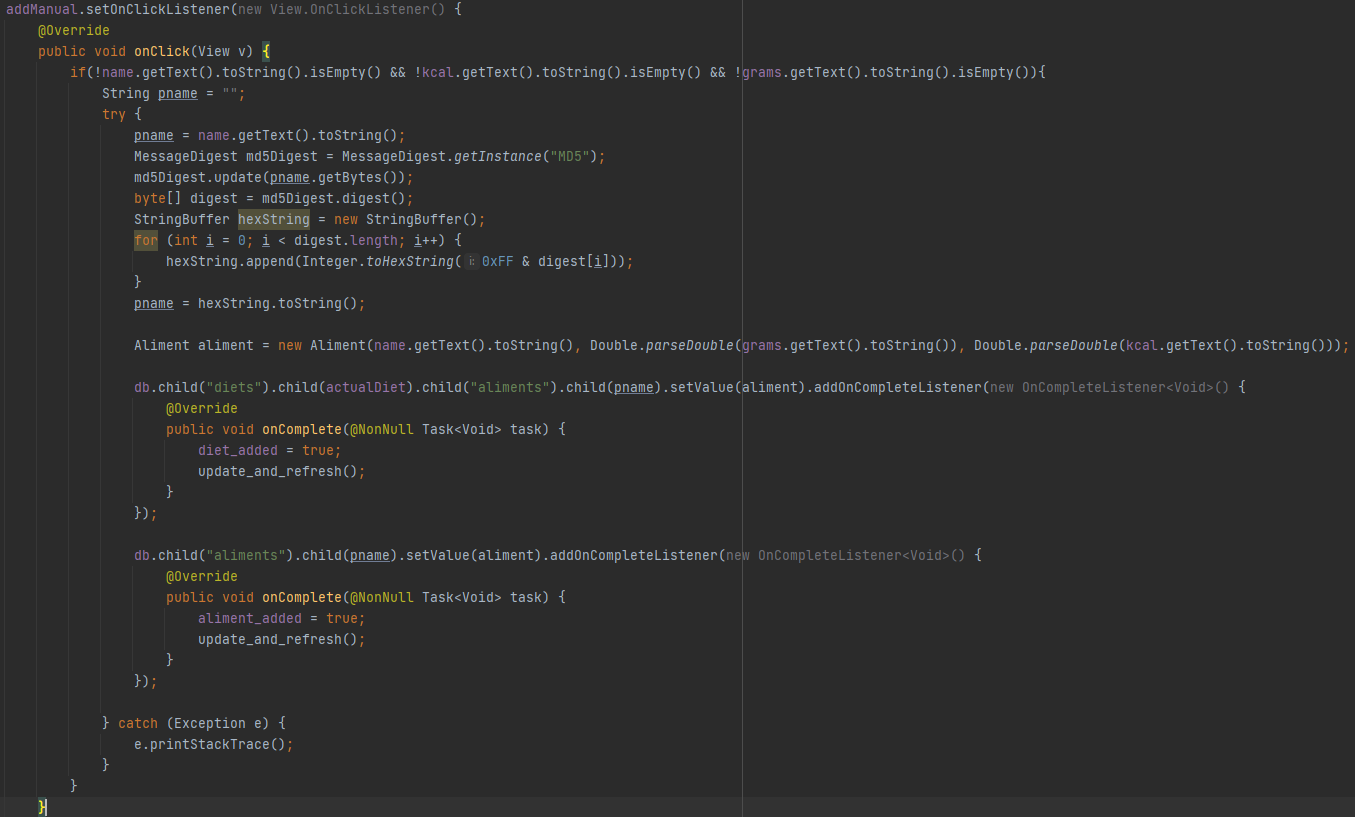 addManual.setOnClickListener(new View.OnClickListener() {
    @Override
    public void onClick(View v) {
        if(!name.getText().toString().isEmpty() && !kcal.getText().toString().isEmpty() && !grams.getText().toString().isEmpty()){
            String pname = "";
            try {
                pname = name.getText().toString();
                MessageDigest md5Digest = MessageDigest.getInstance("MD5");
                md5Digest.update(pname.getBytes());
                byte[] digest = md5Digest.digest();
                StringBuffer hexString = new StringBuffer();
                for (int i = 0; i < digest.length; i++) {
                    hexString.append(Integer.toHexString( i: 0xFF & digest[i]));
                }
                pname = hexString.toString();

                Aliment aliment = new Aliment(name.getText().toString(), Double.parseDouble(grams.getText().toString()), Double.parseDouble(kcal.getText().toString()));

                db.child("diets").child(actualDiet).child("aliments").child(pname).setValue(aliment).addOnCompleteListener(new OnCompleteListener<Void>() {
                    @Override
                    public void onComplete(@NonNull Task<Void> task) {
                        diet_added = true;
                        update_and_refresh();
                    }
                });

                db.child("aliments").child(pname).setValue(aliment).addOnCompleteListener(new OnCompleteListener<Void>() {
                    @Override
                    public void onComplete(@NonNull Task<Void> task) {
                        aliment_added = true;
                        update_and_refresh();
                    }
                });

            } catch (Exception e) {
                e.printStackTrace();
            }
        }
    }